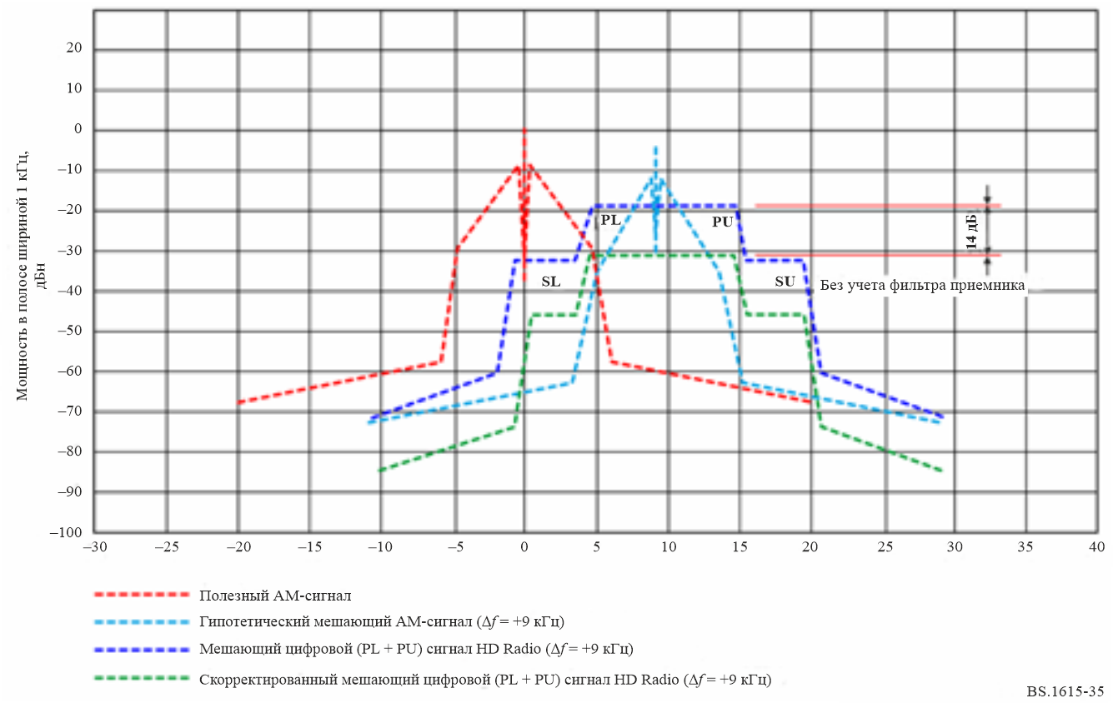 Мощность в полосе шириной 1 кГц,
дБн
20
10
0
–10
–20
–30
–40
–50
–60
–70
–80
–90
–100
PL
PU
SL
SU
14 дБ
Без учета фильтра приемника
–30
–25
–20
–15
–10
–5
0
5
10
15
20
25
30
35
40
Полезный АМ-сигнал
Гипотетический мешающий АМ-сигнал (Δf = +9 кГц)
Мешающий цифровой (PL + PU) сигнал HD Radio (Δf = +9 кГц)
Скорректированный мешающий цифровой (PL + PU) сигнал HD Radio (Δf = +9 кГц)
BS.1615-35